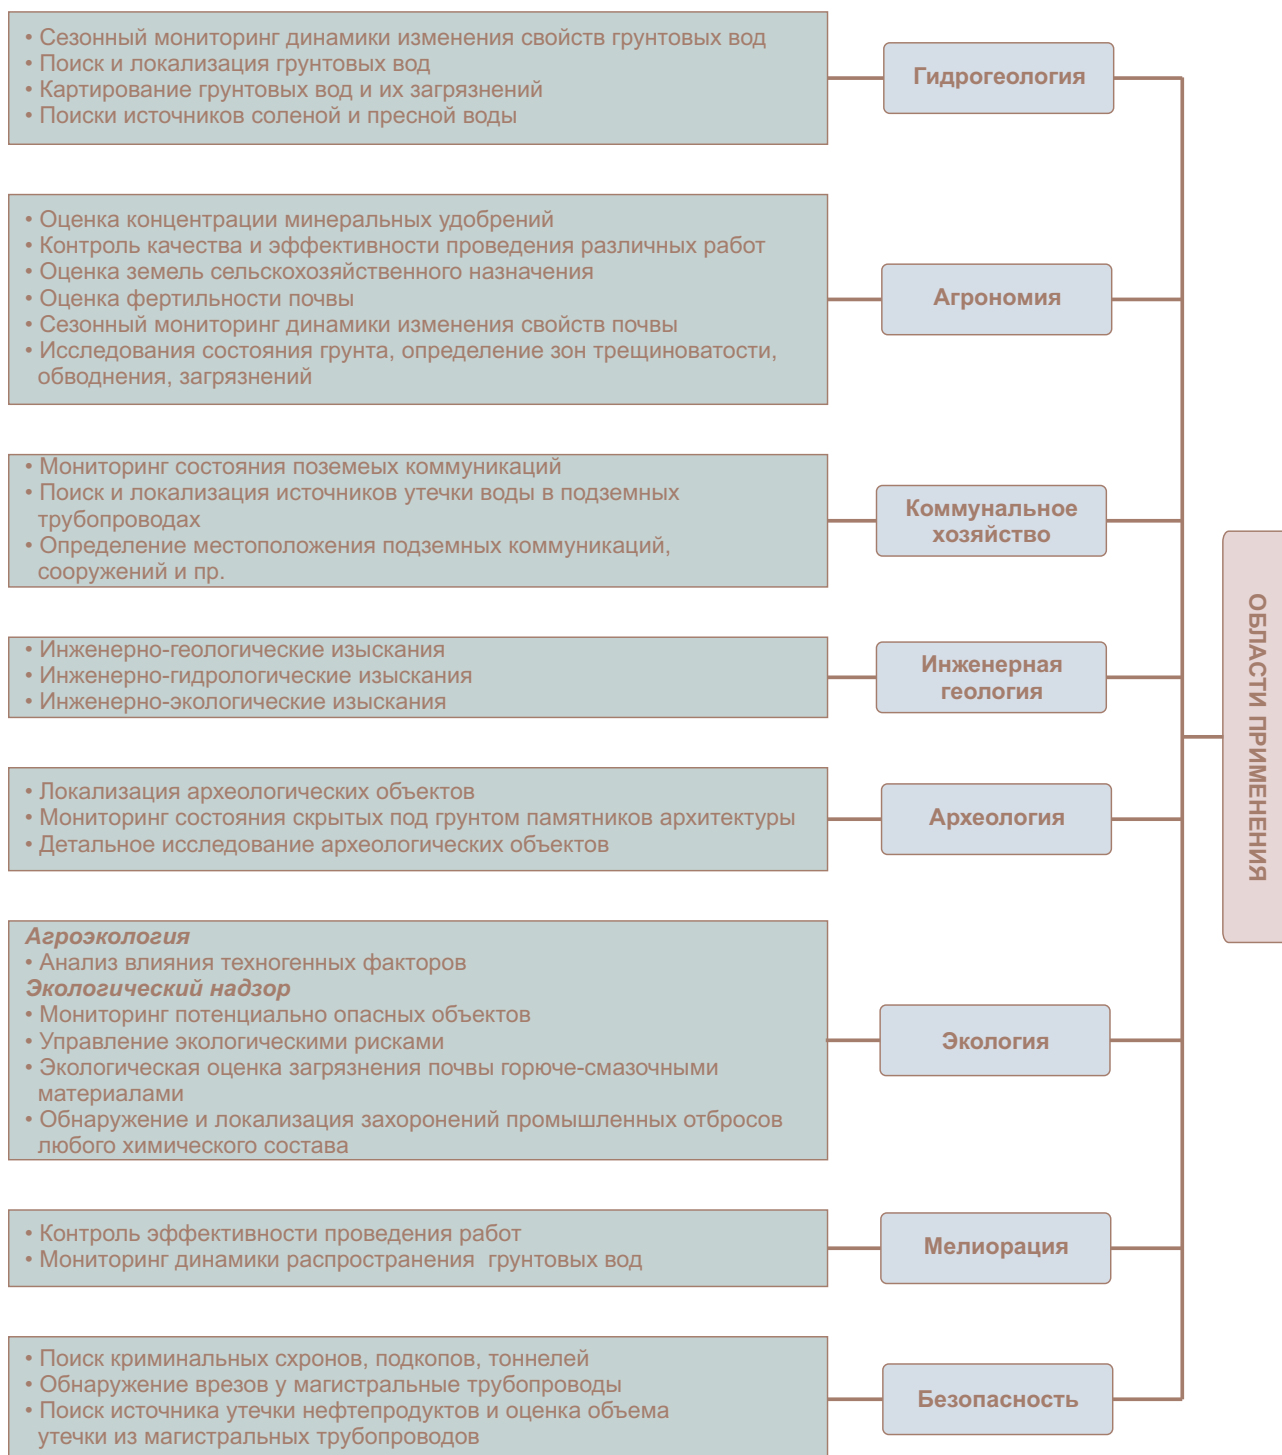 • Сезонный мониторинг динамики изменения свойств грунтовых вод
• Поиск и локализация грунтовых вод
• Картирование грунтовых вод и их загрязнений
• Поиски источников соленой и пресной воды
Гидрогеология
• Оценка концентрации минеральных удобрений
• Контроль качества и эффективности проведения различных работ
• Оценка земель сельскохозяйственного назначения
• Оценка фертильности почвы
• Сезонный мониторинг динамики изменения свойств почвы
• Исследования состояния грунта, определение зон трещиноватости,
обводнения, загрязнений
Агрономия
• Мониторинг состояния поземеых коммуникаций
• Поиск и локализация источников утечки воды в подземных
трубопроводах
• Определение местоположения подземных коммуникаций,
сооружений и пр.
Коммунальное
хозяйство
• Инженерно-геологические изыскания
• Инженерно-гидрологические изыскания
• Инженерно-экологические изыскания
Инженерная
геология
• Локализация археологических объектов
• Мониторинг состояния скрытых под грунтом памятников архитектуры
• Детальное исследование археологических объектов
Археология
Агроэкология
• Анализ влияния техногенных факторов
Экологический надзор
• Мониторинг потенциально опасных объектов
• Управление экологическими рисками
• Экологическая оценка загрязнения почвы горюче-смазочными
материалами
• Обнаружение и локализация захоронений промышленных отбросов
любого химического состава
Экология
• Контроль эффективности проведения работ
• Мониторинг динамики распространения грунтовых вод
Мелиорация
• Поиск криминальных схронов, подкопов, тоннелей
• Обнаружение врезов у магистральные трубопроводы
• Поиск источника утечки нефтепродуктов и оценка объема
утечки из магистральных трубопроводов
Безопасность
ОБЛАСТИ ПРИМЕНЕНИЯ